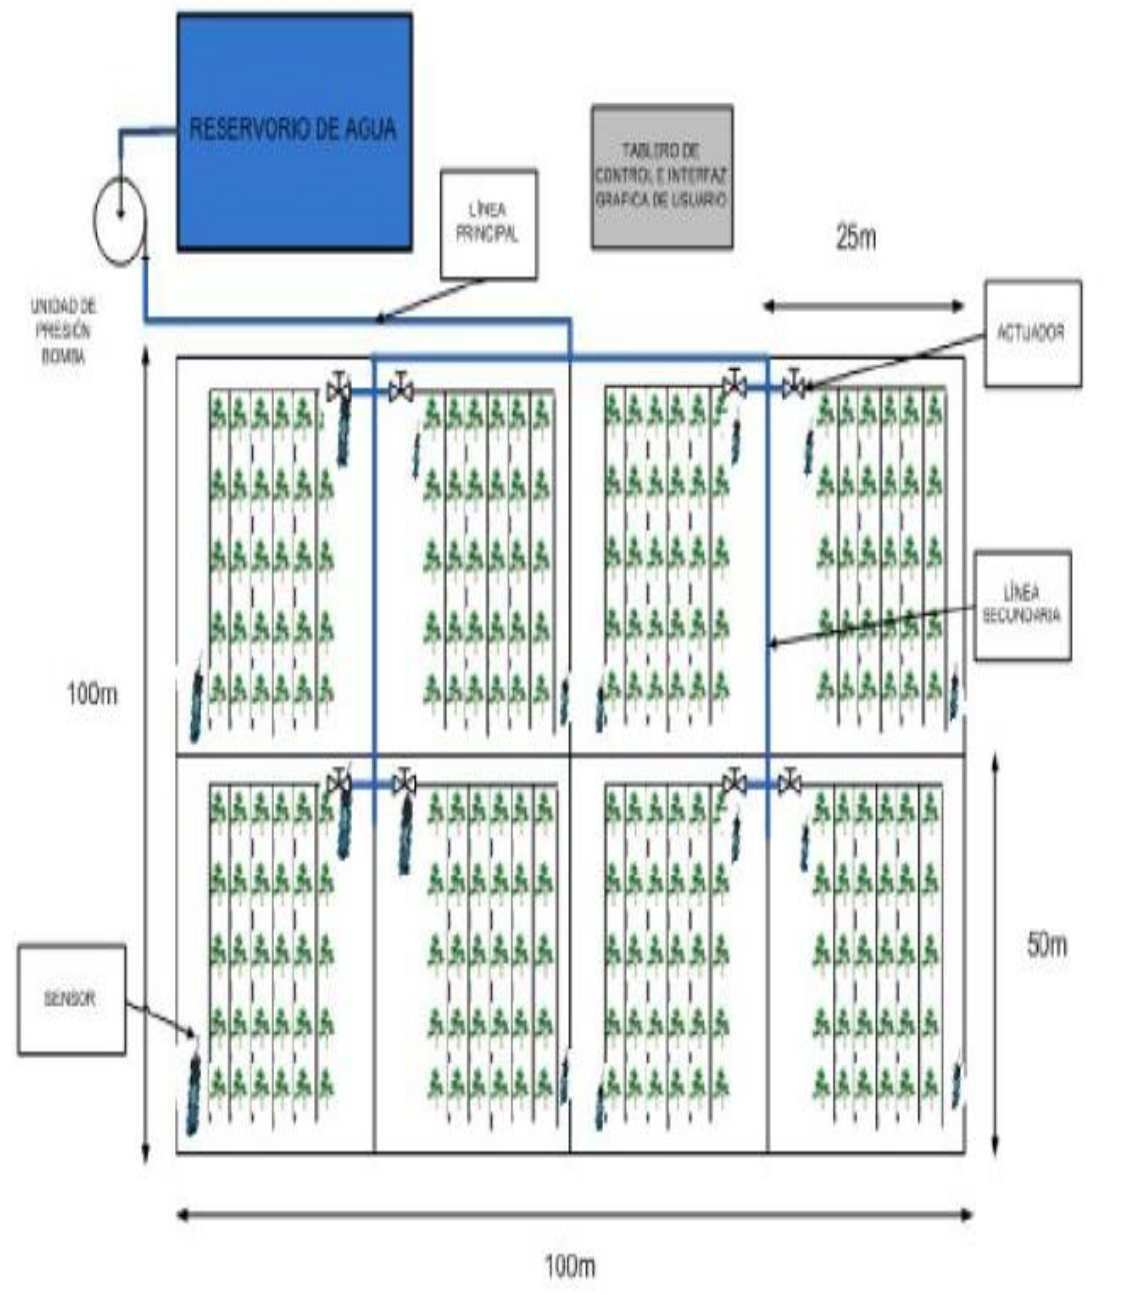 RESERVORIO DE AGUA
TABLERO DE
CONTROL E INTERFAZ
GRAFICA DE USUARIO
LÍNEA
PRINCIPAL
25m
UNIDAD DE
PRESIÓN
BOMBA
ACTUADOR
LÍNEA
SECUNDARIA
100m
50m
SENSOR
100m